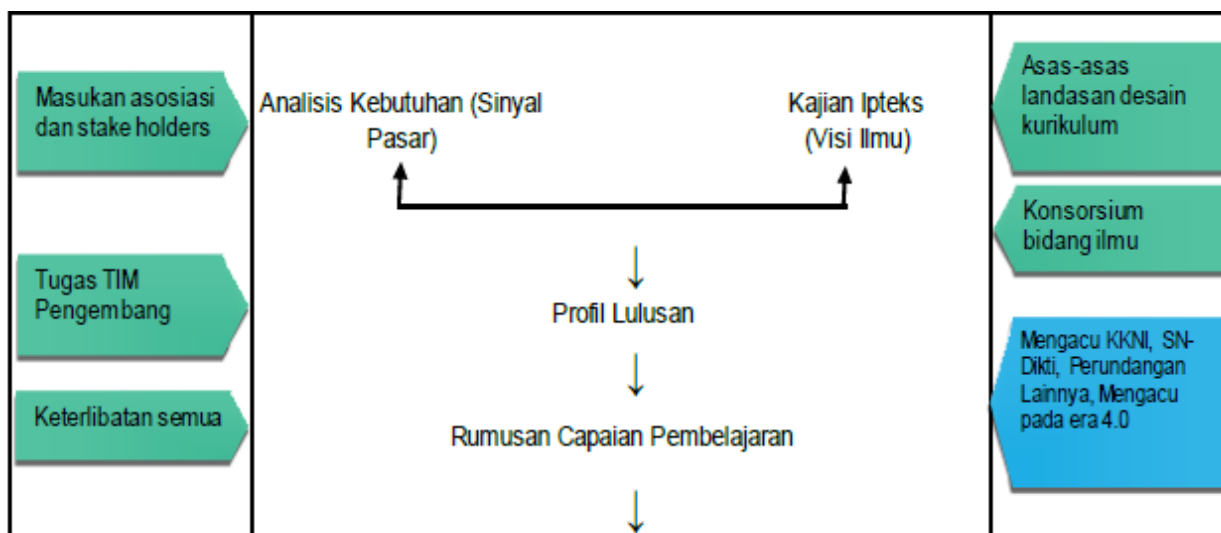 Masukan asosiasi
dan stake holders
Tugas TIM
Pengembang
Keterlibatan semua
Analisis Kebutuhan (Sinyal
Pasar)
Kajian Ipteks
(Visi Ilmu)
Profil Lulusan
Rumusan Capaian Pembelajaran
Asas-asas
landasan desain
kurikulum
Konsorsium
bidang ilmu
Mengacu KKNI, SN-
Dikti, Perundangan
Lainnya, Mengacu
pada era 4.0